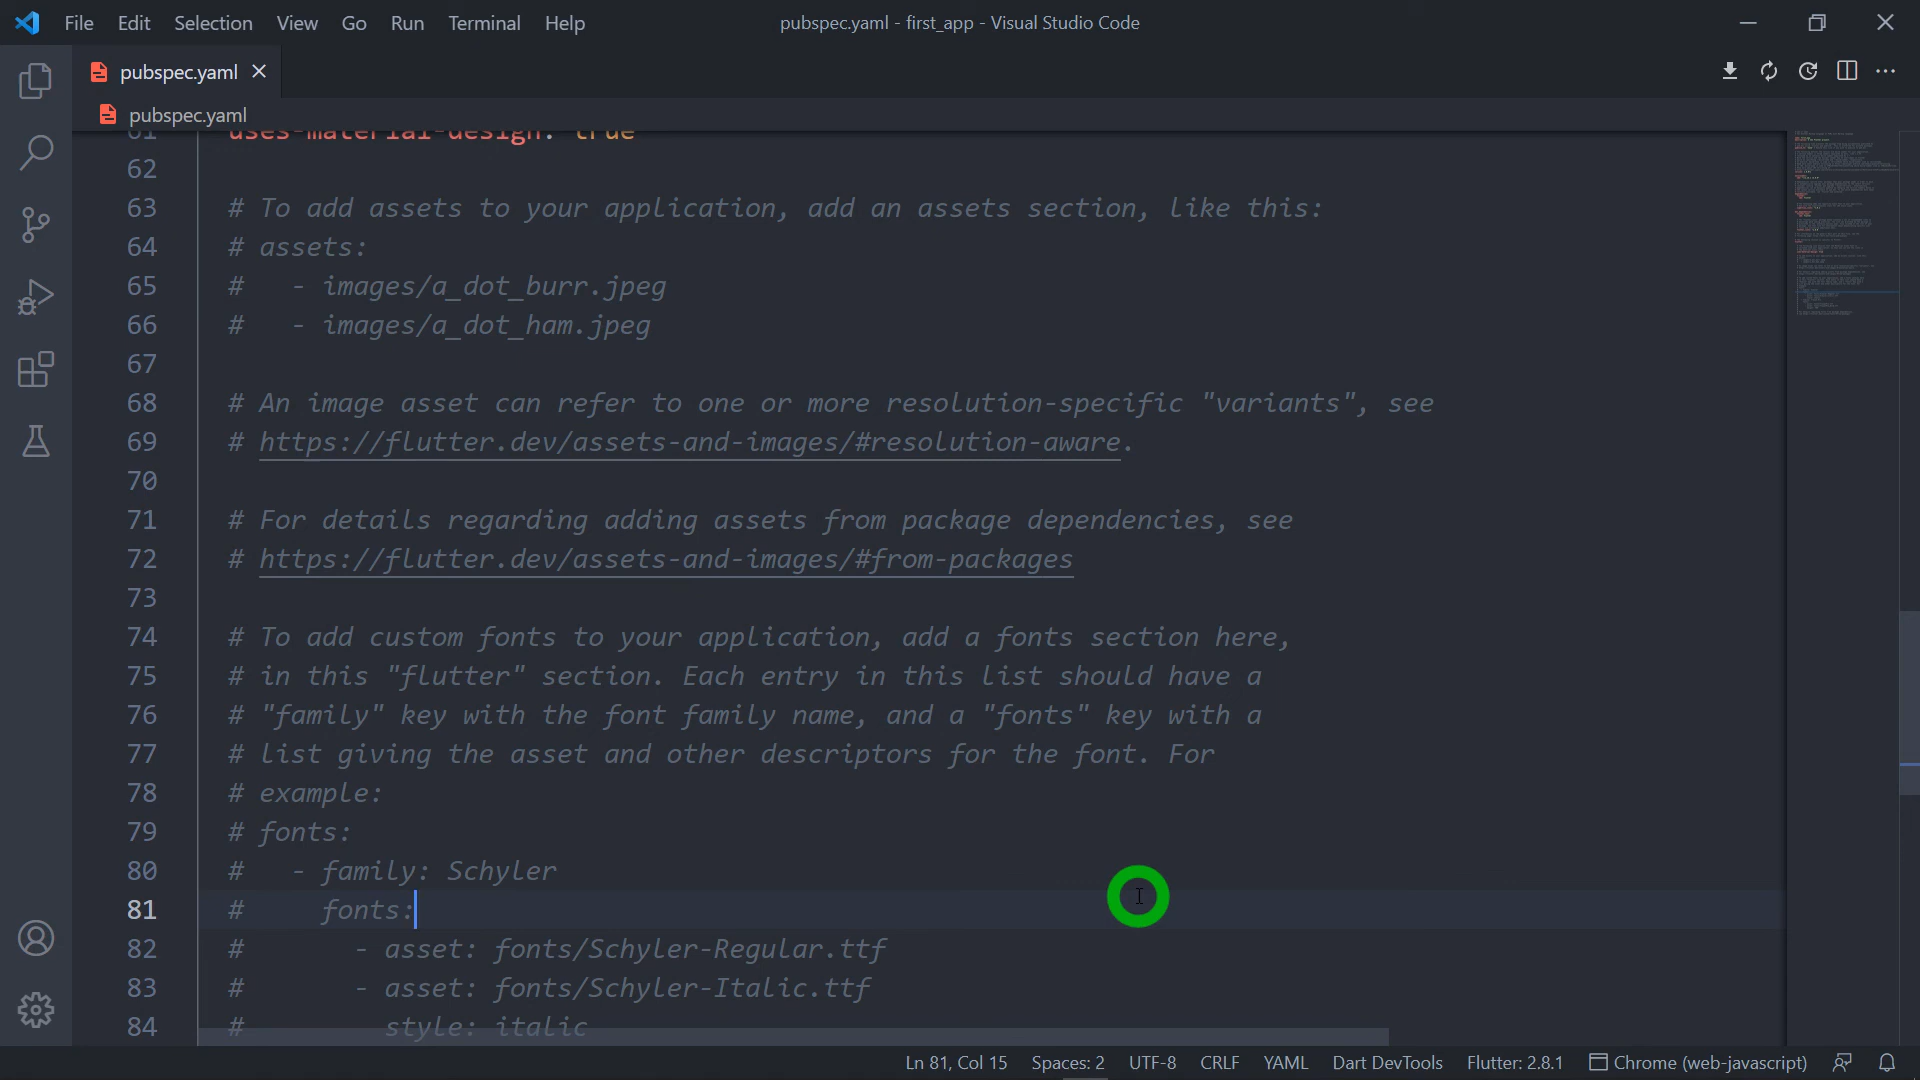 File Edit Selection View Go Run Terminal Help
pubspec.yaml - first_app - Visual Studio Code
pubspec.yaml
pubspec.yaml
61 uses-material-design: true
62
63 # To add assets to your application, add an assets section, like this:
64 # assets:
65 #   - images/a_dot_burr.jpeg
66 #   - images/a_dot_ham.jpeg
67
68 # An image asset can refer to one or more resolution-specific "variants", see
69 # https://flutter.dev/assets-and-images/#resolution-aware.
70
71 # For details regarding adding assets from package dependencies, see
72 # https://flutter.dev/assets-and-images/#from-packages
73
74 # To add custom fonts to your application, add a fonts section here,
75 # in this "flutter" section. Each entry in this list should have a
76 # "family" key with the font family name, and a "fonts" key with a
77 # list giving the asset and other descriptors for the font. For
78 # example:
79 # fonts:
80 #   - family: Schyler
81 #     fonts:
82 #       - asset: fonts/Schyler-Regular.ttf
83 #       - asset: fonts/Schyler-Italic.ttf
84 #         style: italic
Ln 81, Col 15 Spaces: 2 UTF-8 CRLF YAML Dart DevTools Flutter: 2.8.1 Chrome (web-javascript)